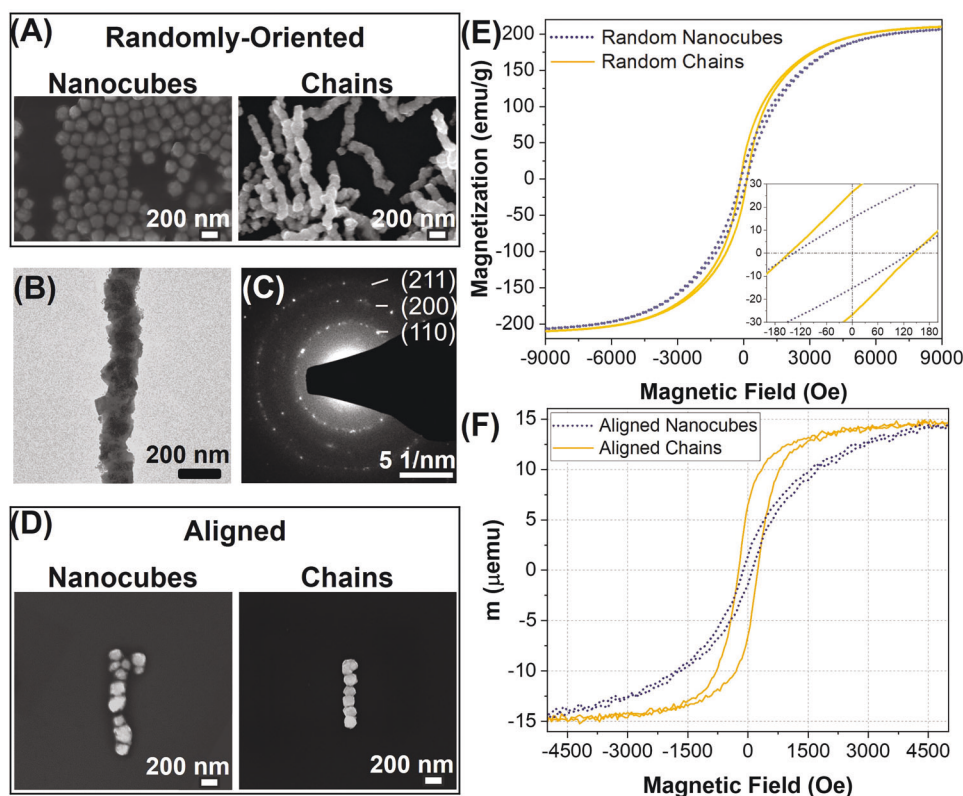 (A)
Randomly-Oriented
Nanocubes
Chains
200 nm
200 nm
(B)
200 nm
(C)
(211)
(200)
(110)
5 1/nm
(D)
Aligned
Nanocubes
Chains
200 nm
200 nm
(E)
Random Nanocubes
Random Chains
Magnetization (emu/g)
200
150
100
50
0
-50
-100
-150
-200
-9000 -6000 -3000 0 3000 6000 9000
Magnetic Field (Oe)
30
20
10
0
-10
-20
-30
-180 -120 -60 0 60 120 180
(F)
Aligned Nanocubes
Aligned Chains
m (µemu)
15
10
5
0
-5
-10
-15
-4500 -3000 -1500 0 1500 3000 4500
Magnetic Field (Oe)